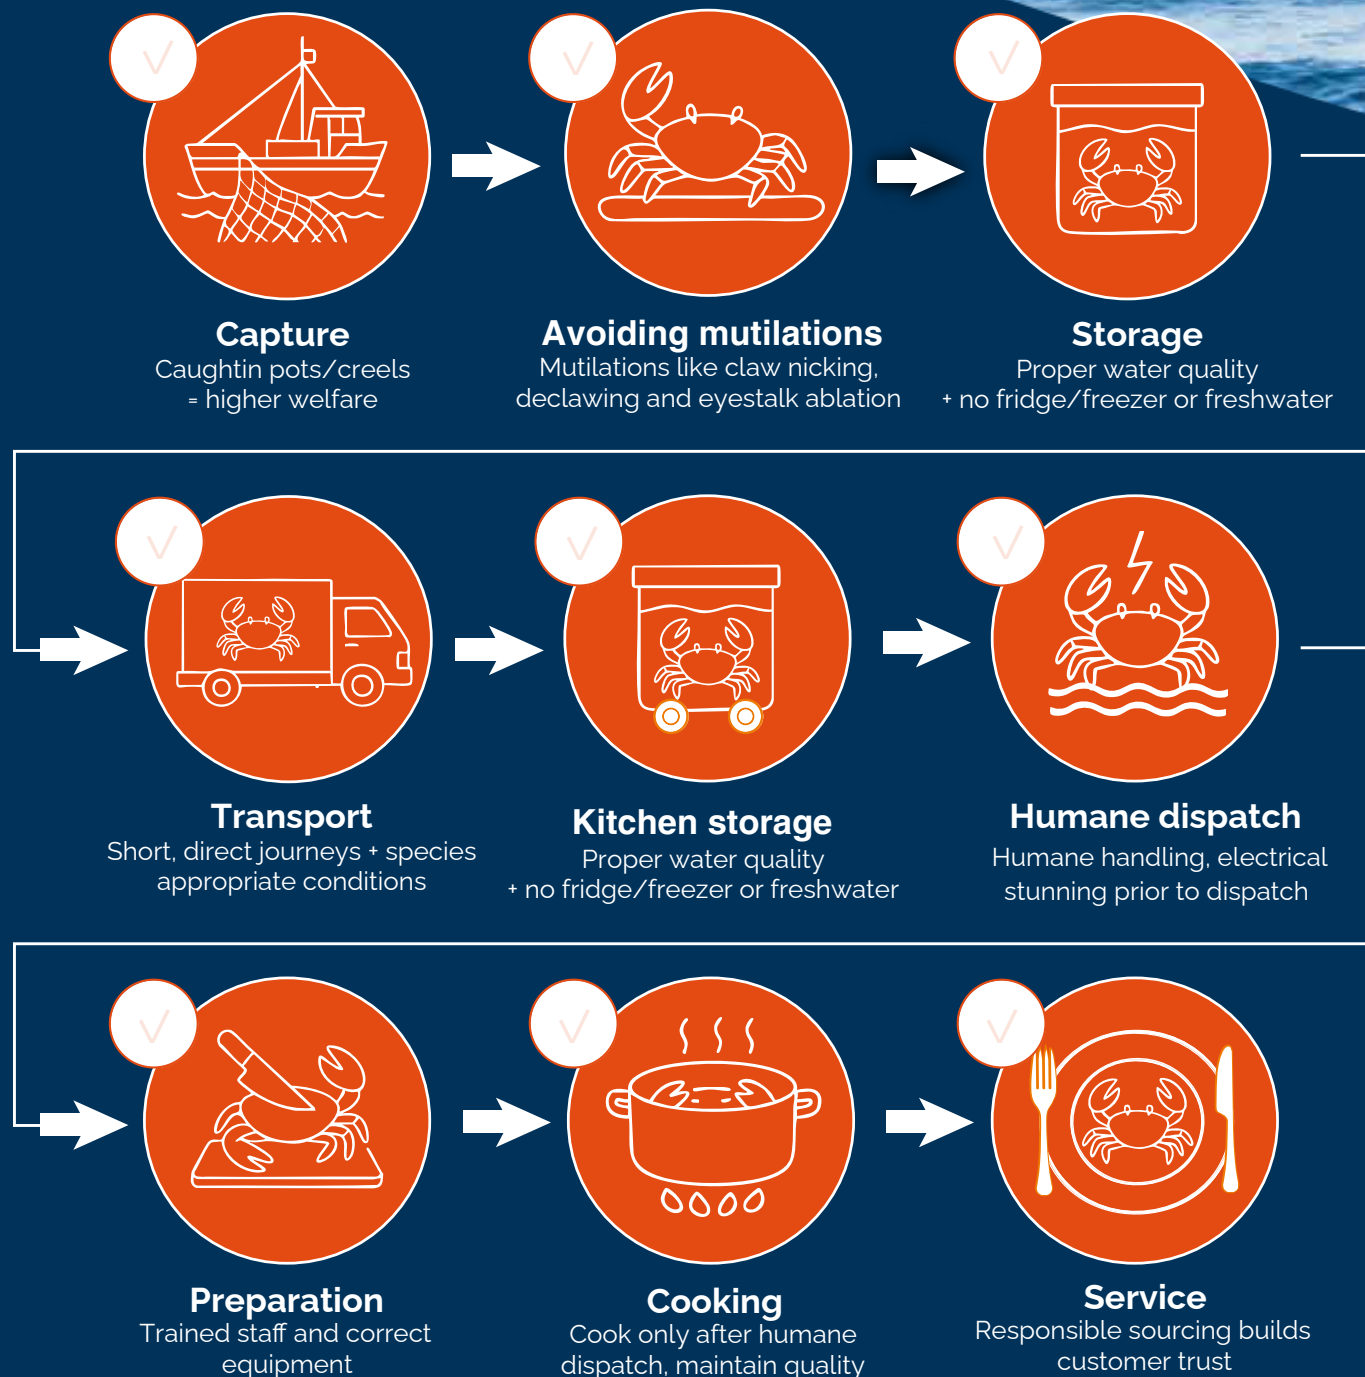 Capture
Caughtin pots/creels
= higher welfare
Avoiding mutilations
Mutilations like claw nicking,
declawing and eyestalk ablation
Storage
Proper water quality
+ no fridge/freezer or freshwater
Transport
Short, direct journeys + species
appropriate conditions
Kitchen storage
Proper water quality
+ no fridge/freezer or freshwater
Humane dispatch
Humane handling, electrical
stunning prior to dispatch
Preparation
Trained staff and correct
equipment
Cooking
Cook only after humane
dispatch, maintain quality
Service
Responsible sourcing builds
customer trust